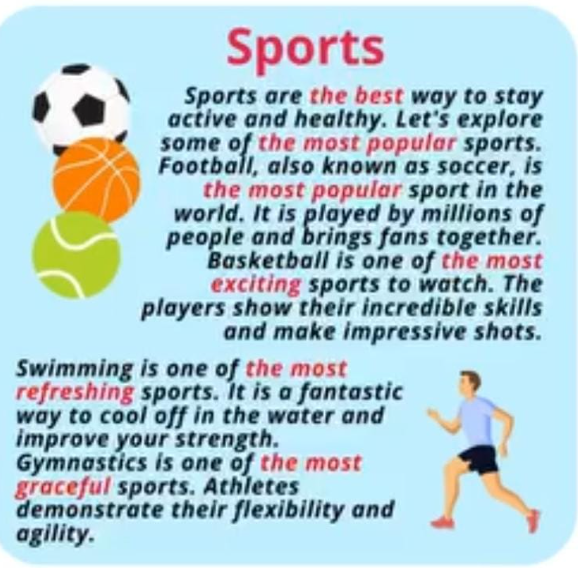 Sports
Sports are the best way to stay
active and healthy. Let's explore
some of the most popular sports.
Football, also known as soccer, is
the most popular sport in the
world. It is played by millions of
people and brings fans together.
Basketball is one of the most
exciting sports to watch. The
players show their incredible skills
and make impressive shots.
Swimming is one of the most
refreshing sports. It is a fantastic
way to cool off in the water and
improve your strength.
Gymnastics is one of the most
graceful sports. Athletes
demonstrate their flexibility and
agility.